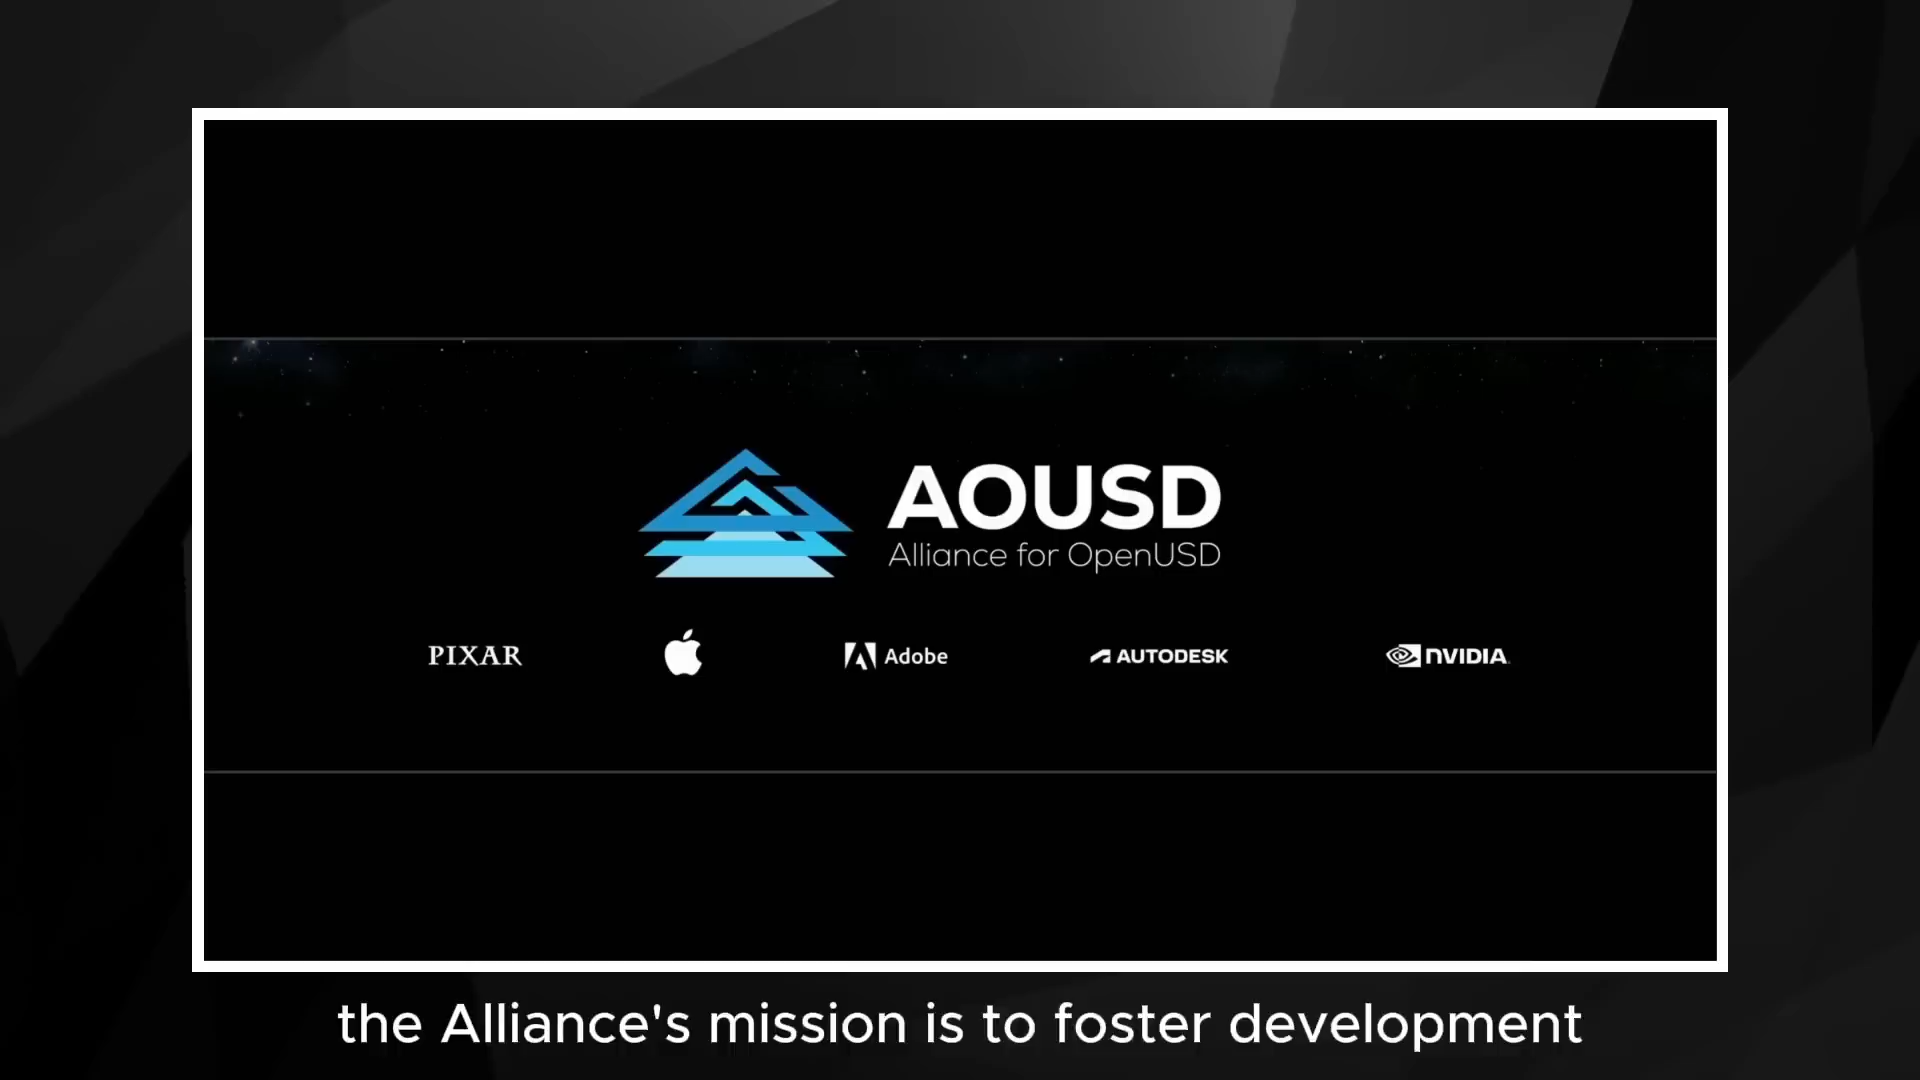 AOUSD
Alliance for OpenUSD
PIXAR
Adobe
AUTODESK
NVIDIA
the Alliance's mission is to foster development